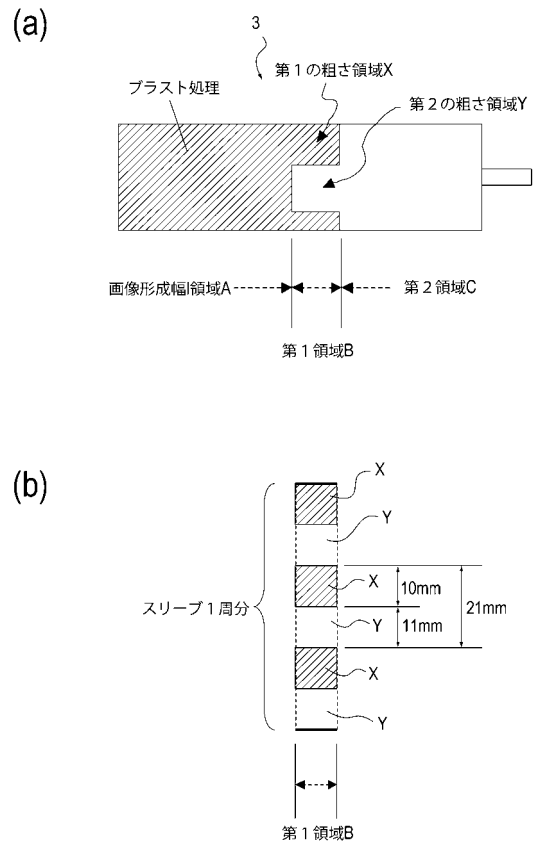 (a)
3
第1の粗さ領域X
ブラスト処理
第2の粗さ領域Y
画像形成幅領域A
第2領域C
第1領域B
(b)
X
Y
X
10mm
21mm
スリーブ1周分
Y
11mm
X
Y
第1領域B